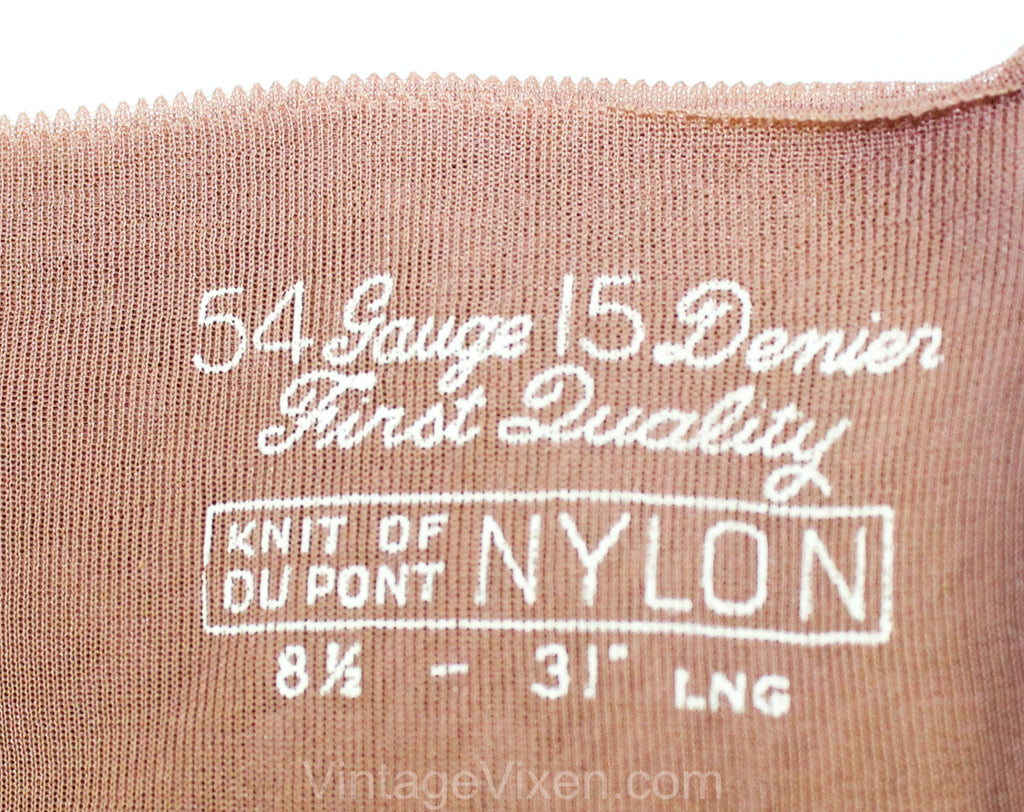 54 Gauge 15 Denier
First Quality
KNIT OF
DU PONT NYLON
8½ - 31" LNG
VintageVixen.com